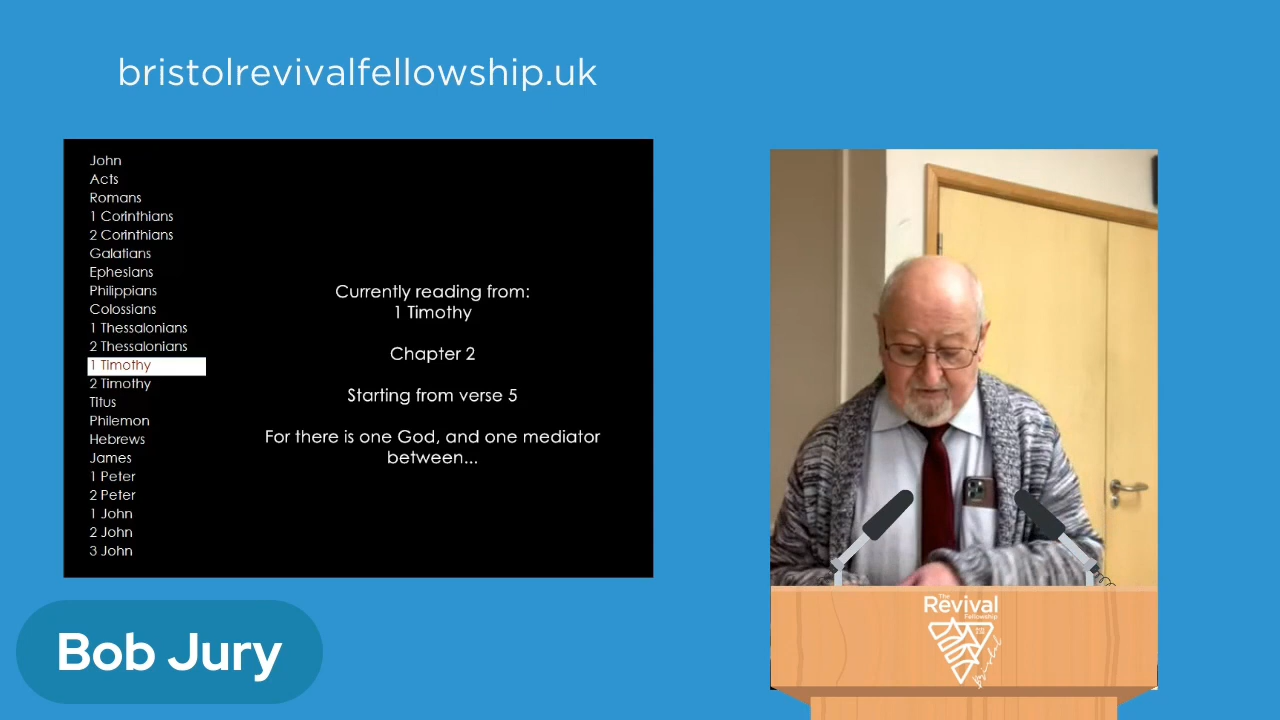 bristolrevivalfellowship.uk
John
Acts
Romans
1 Corinthians
2 Corinthians
Galatians
Ephesians
Philippians
Colossians
1 Thessalonians
2 Thessalonians
1 Timothy
2 Timothy
Titus
Philemon
Hebrews
James
1 Peter
2 Peter
1 John
2 John
3 John
Currently reading from:
1 Timothy
Chapter 2
Starting from verse 5
For there is one God, and one mediator
between...
Bob Jury
The
Revival
Fellowship
Bristol